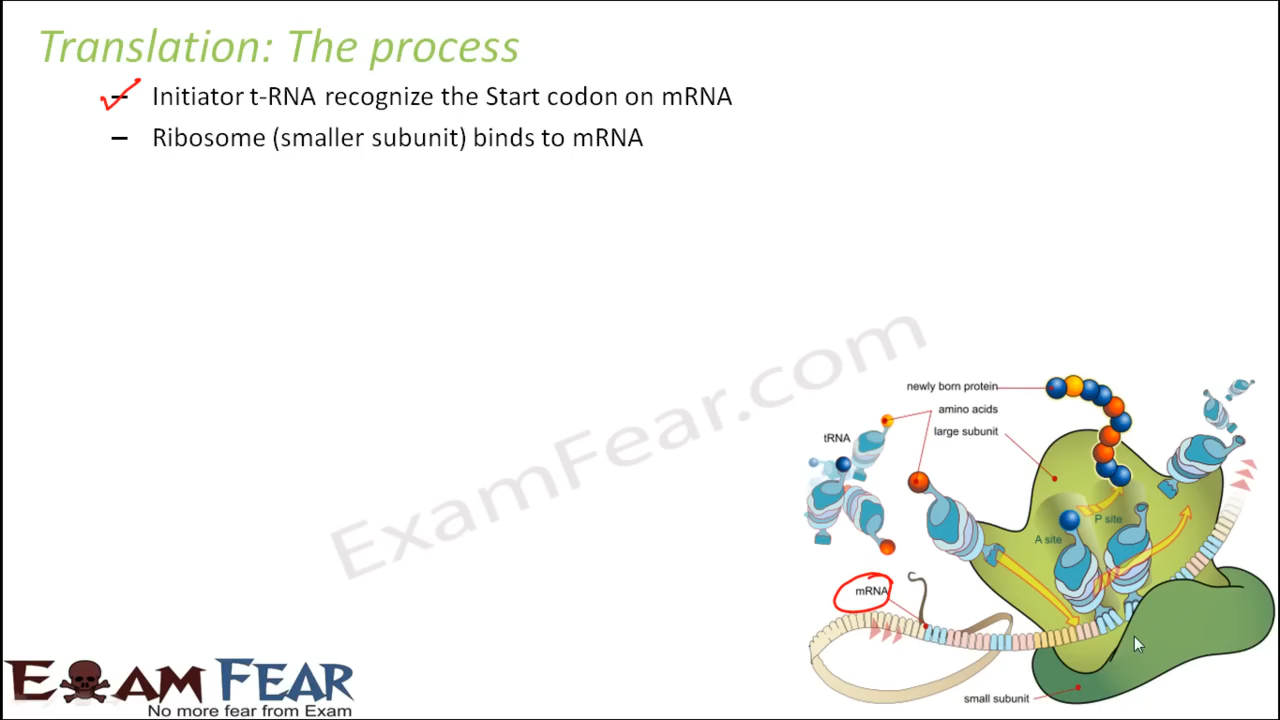 Translation: The process
– Initiator t-RNA recognize the Start codon on mRNA
– Ribosome (smaller subunit) binds to mRNA
ExamFear.com
newly born protein
amino acids
large subunit
tRNA
P site
A site
mRNA
small subunit
EXAM FEAR
No more fear from Exam